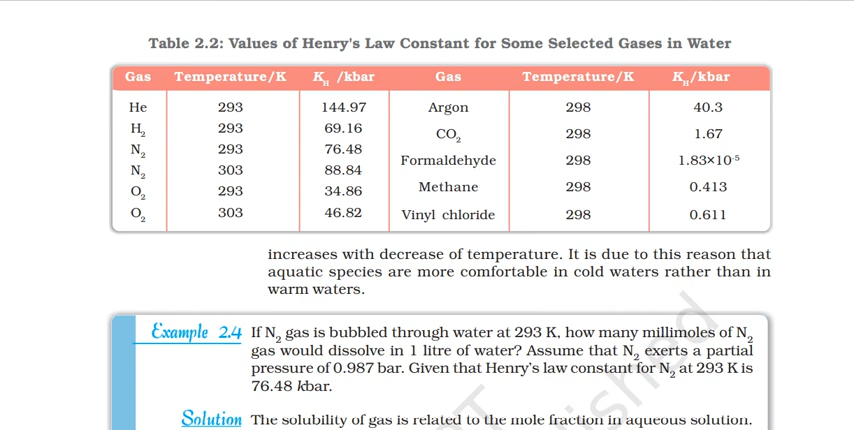 Table 2.2: Values of Henry's Law Constant for Some Selected Gases in Water
Gas Temperature/K K_H /kbar Gas Temperature/K K_H/kbar
He 293 144.97 Argon 298 40.3
H₂ 293 69.16 CO₂ 298 1.67
N₂ 293 76.48 Formaldehyde 298 1.83×10⁻⁵
N₂ 303 88.84 Methane 298 0.413
O₂ 293 34.86 Vinyl chloride 298 0.611
O₂ 303 46.82
increases with decrease of temperature. It is due to this reason that
aquatic species are more comfortable in cold waters rather than in
warm waters.
Example 2.4 If N₂ gas is bubbled through water at 293 K, how many millimoles of N₂
gas would dissolve in 1 litre of water? Assume that N₂ exerts a partial
pressure of 0.987 bar. Given that Henry's law constant for N₂ at 293 K is
76.48 kbar.
Solution The solubility of gas is related to the mole fraction in aqueous solution.